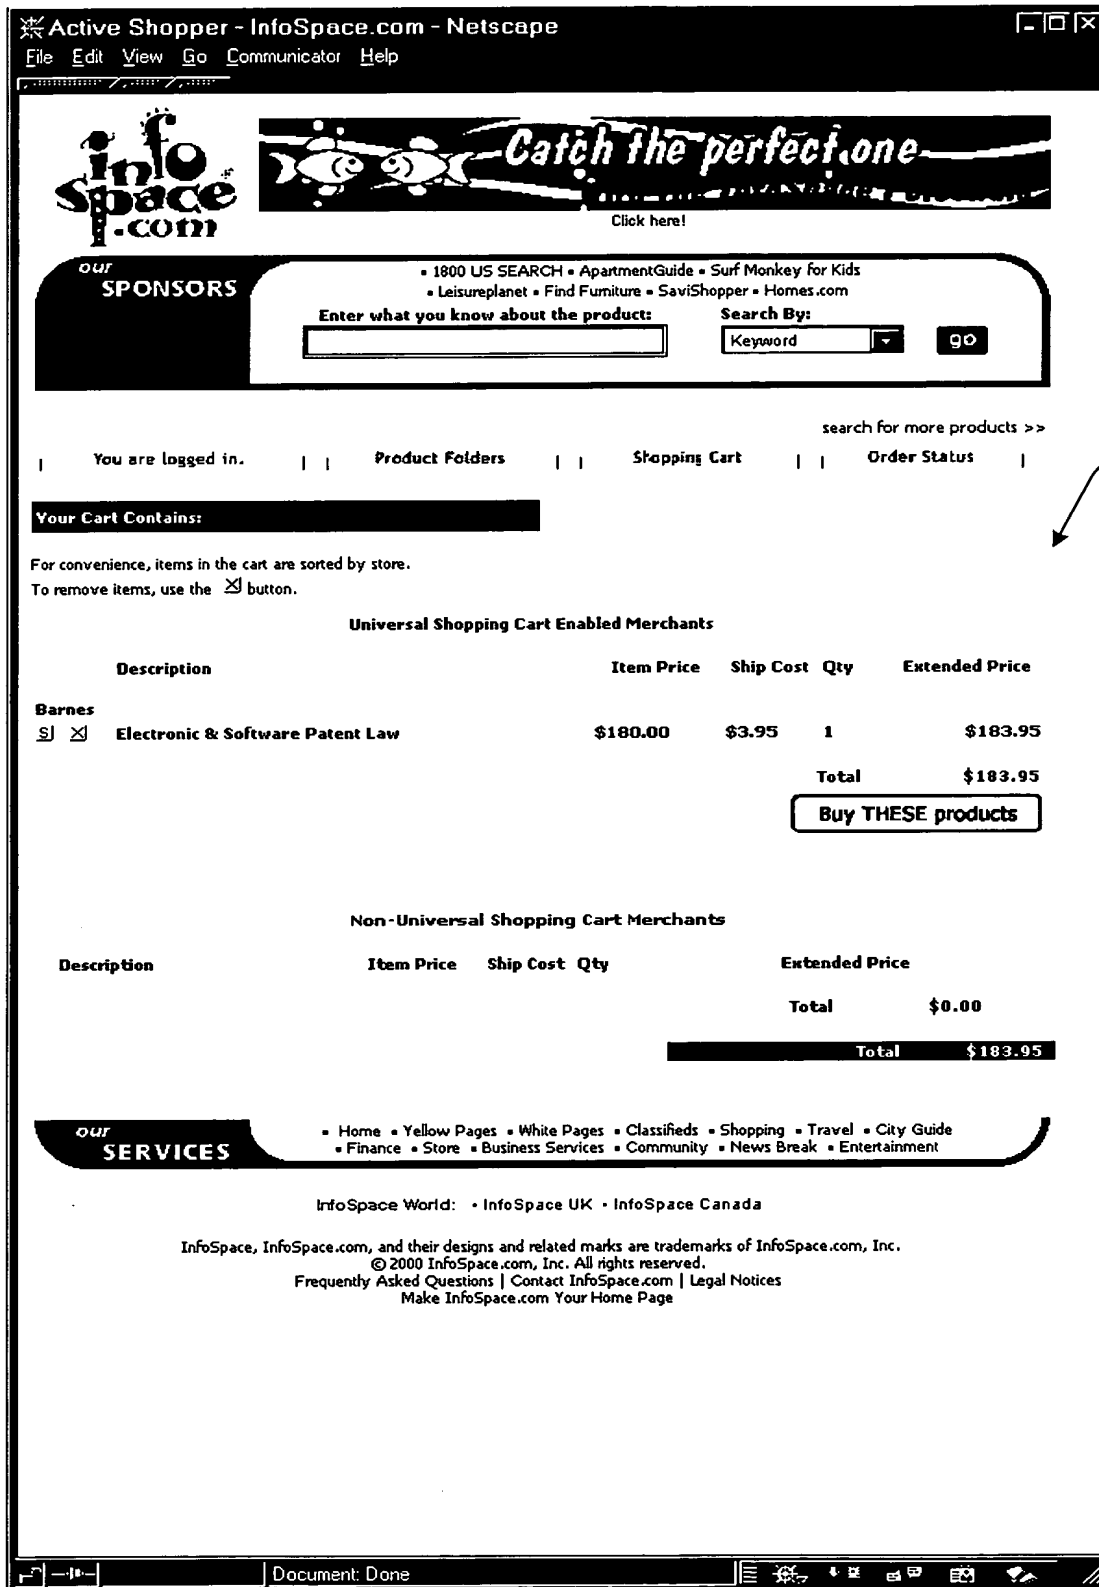 Active Shopper - InfoSpace.com - Netscape
File Edit View Go Communicator Help
info
space
.com
Catch the perfect one
Click here!
our
SPONSORS
▪ 1800 US SEARCH ▪ ApartmentGuide ▪ Surf Monkey for Kids
▪ Leisureplanet ▪ Find Furniture ▪ SaviShopper ▪ Homes.com
Enter what you know about the product: Search By:
Keyword go
search for more products >>
| You are logged in. | | Product Folders | | Shopping Cart | | Order Status |
Your Cart Contains:
For convenience, items in the cart are sorted by store.
To remove items, use the X button.
Universal Shopping Cart Enabled Merchants
Description Item Price Ship Cost Qty Extended Price
Barnes
S X Electronic & Software Patent Law $180.00 $3.95 1 $183.95
Total $183.95
Buy THESE products
Non-Universal Shopping Cart Merchants
Description Item Price Ship Cost Qty Extended Price
Total $0.00
Total $183.95
our
SERVICES
▪ Home ▪ Yellow Pages ▪ White Pages ▪ Classifieds ▪ Shopping ▪ Travel ▪ City Guide
▪ Finance ▪ Store ▪ Business Services ▪ Community ▪ News Break ▪ Entertainment
InfoSpace World: ▪ InfoSpace UK ▪ InfoSpace Canada
InfoSpace, InfoSpace.com, and their designs and related marks are trademarks of InfoSpace.com, Inc.
© 2000 InfoSpace.com, Inc. All rights reserved.
Frequently Asked Questions | Contact InfoSpace.com | Legal Notices
Make InfoSpace.com Your Home Page
Document: Done